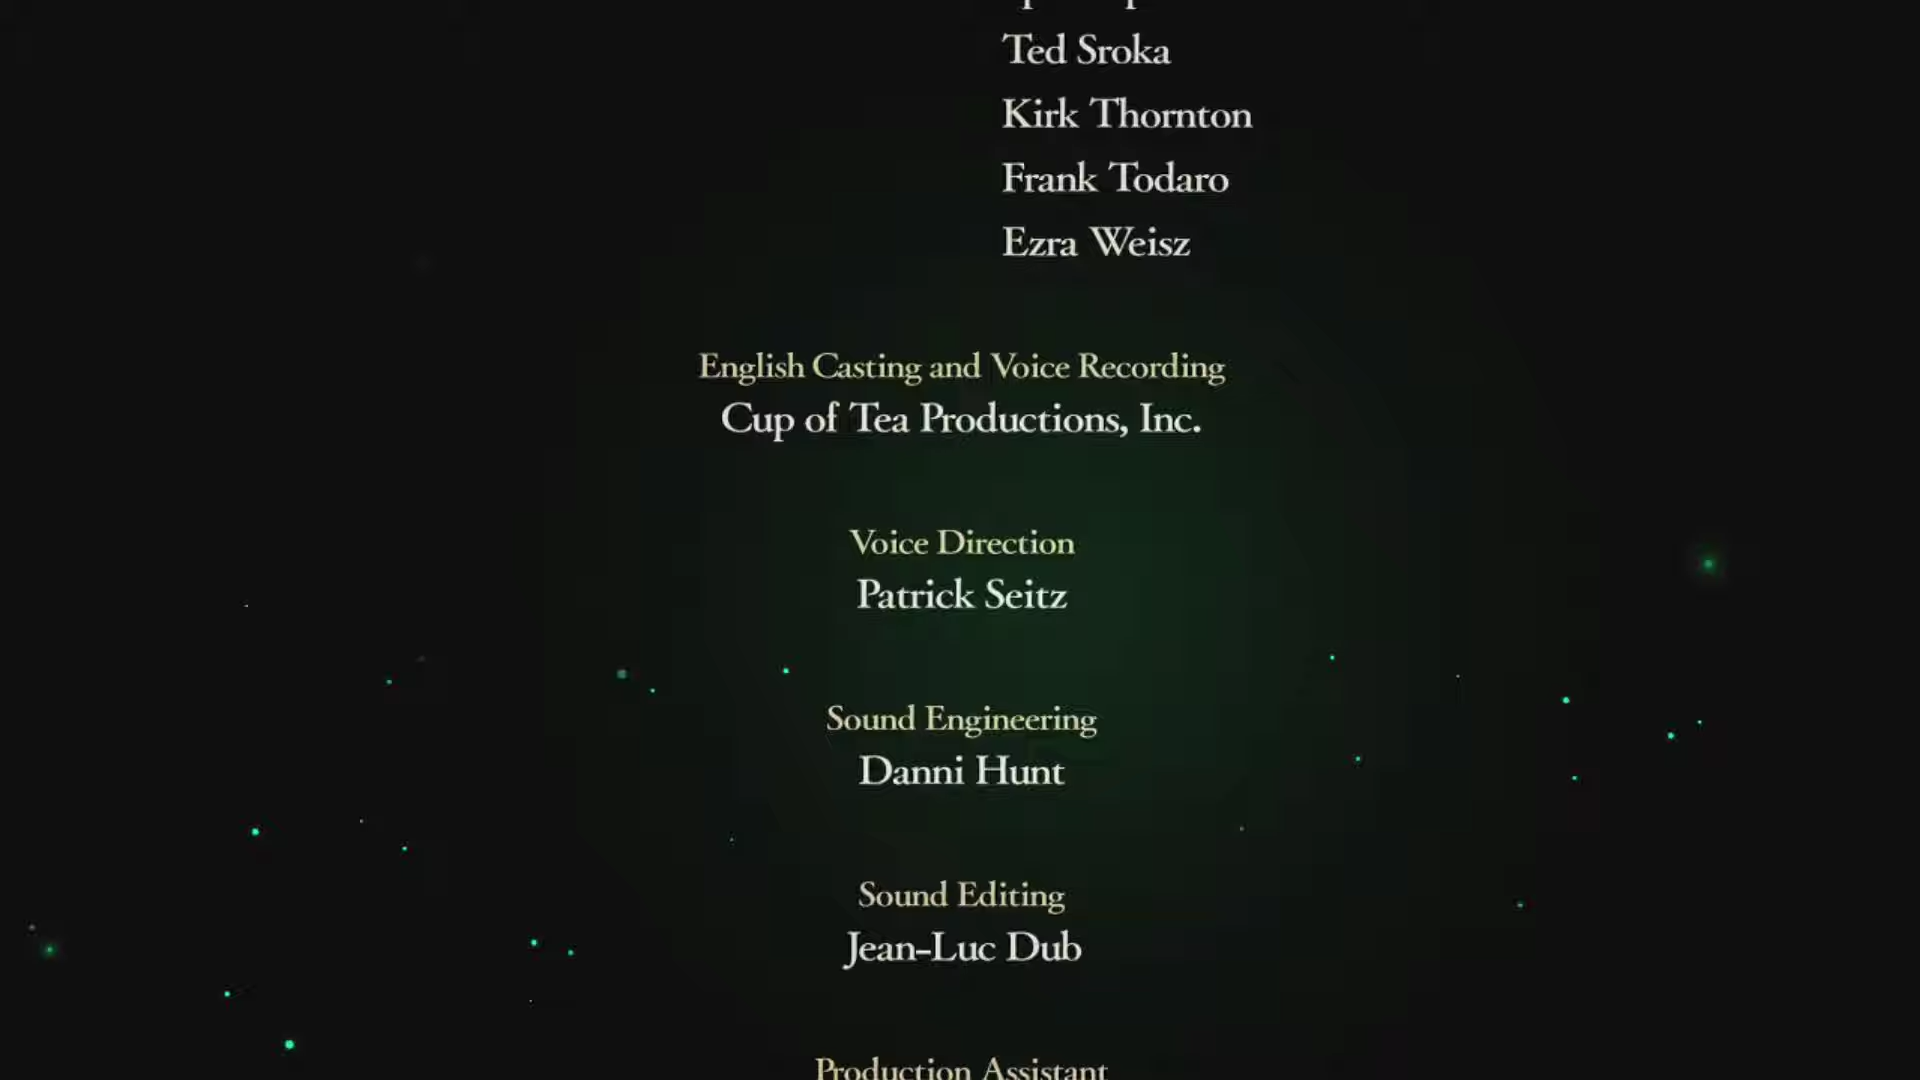 Ted Sroka
Kirk Thornton
Frank Todaro
Ezra Weisz
English Casting and Voice Recording
Cup of Tea Productions, Inc.
Voice Direction
Patrick Seitz
Sound Engineering
Danni Hunt
Sound Editing
Jean-Luc Dub
Production Assistant